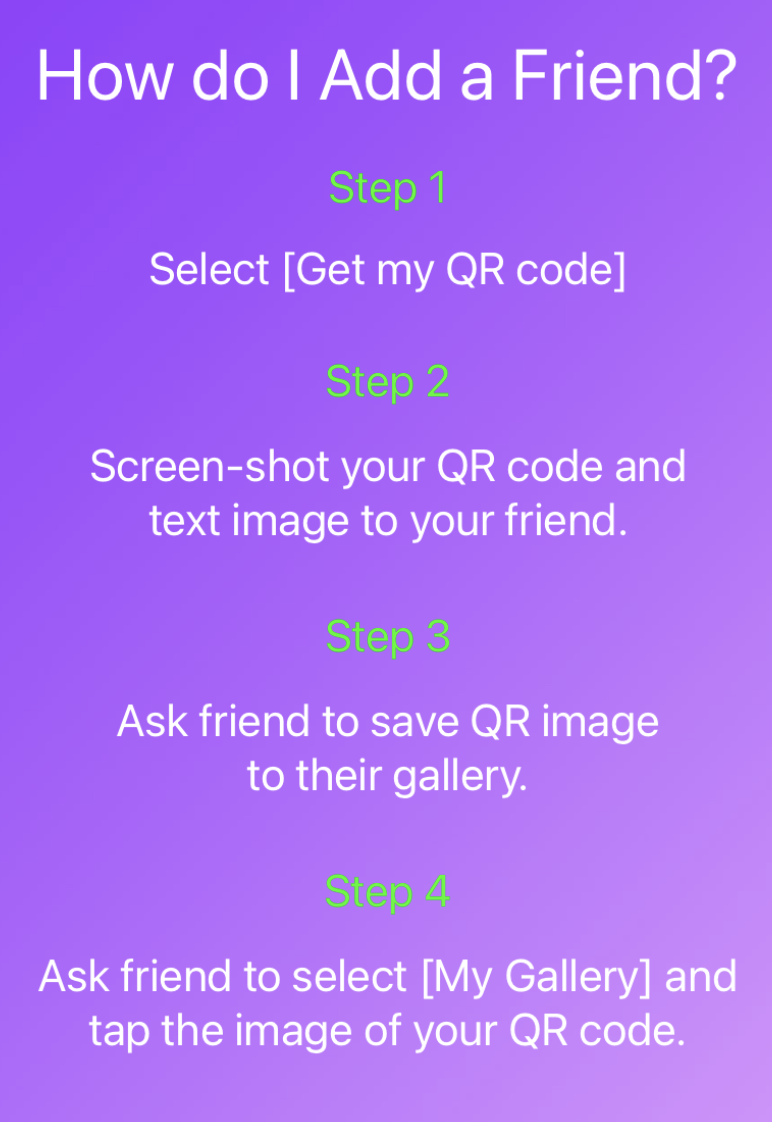 How do I Add a Friend?
Step 1
Select [Get my QR code]
Step 2
Screen-shot your QR code and
text image to your friend.
Step 3
Ask friend to save QR image
to their gallery.
Step 4
Ask friend to select [My Gallery] and
tap the image of your QR code.